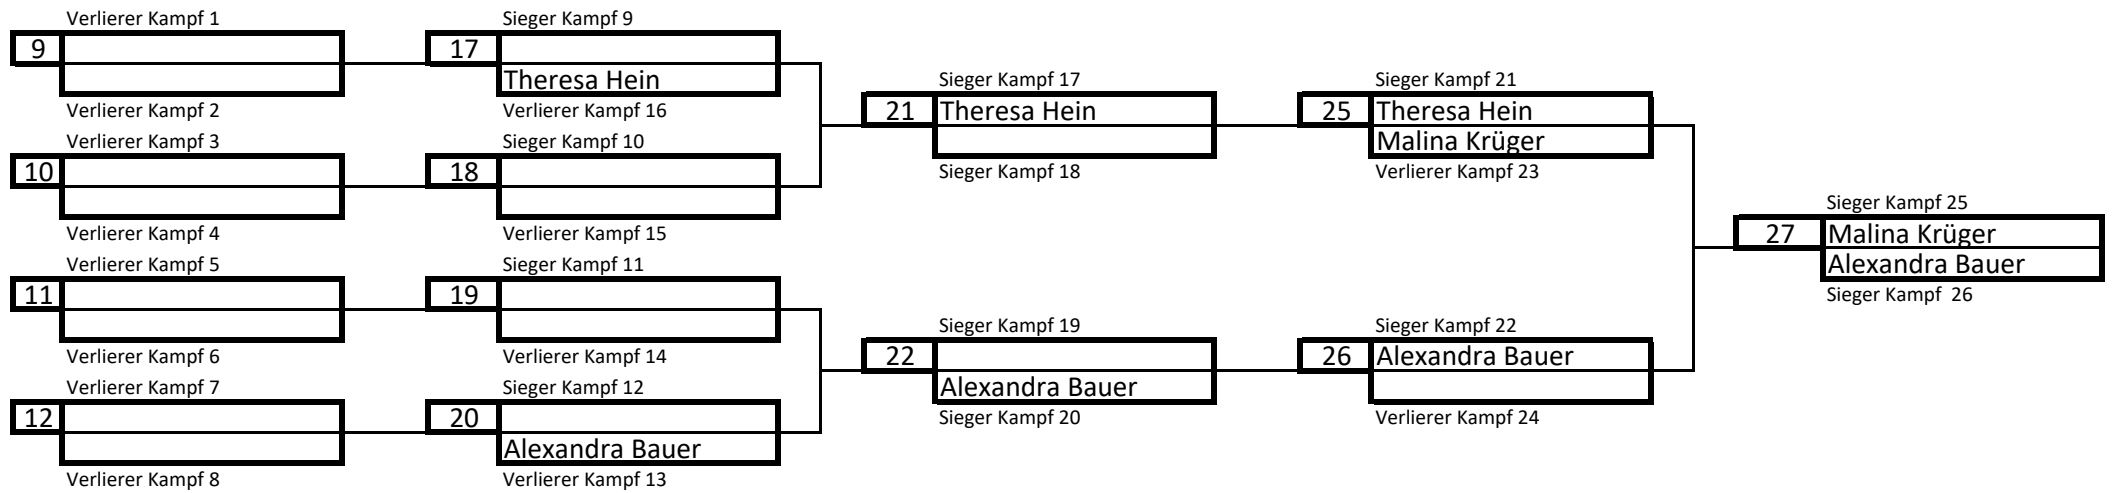 Verlierer Kampf 1
9
Verlierer Kampf 2
Verlierer Kampf 3
10
Verlierer Kampf 4
Verlierer Kampf 5
11
Verlierer Kampf 6
Verlierer Kampf 7
12
Verlierer Kampf 8
Sieger Kampf 9
17
Theresa Hein
Verlierer Kampf 16
Sieger Kampf 10
18
Verlierer Kampf 15
Sieger Kampf 11
19
Verlierer Kampf 14
Sieger Kampf 12
20
Alexandra Bauer
Verlierer Kampf 13
Sieger Kampf 17
21 Theresa Hein
Sieger Kampf 18
Sieger Kampf 19
22
Alexandra Bauer
Sieger Kampf 20
Sieger Kampf 21
25 Theresa Hein
Malina Krüger
Verlierer Kampf 23
Sieger Kampf 22
26 Alexandra Bauer
Verlierer Kampf 24
Sieger Kampf 25
27 Malina Krüger
Alexandra Bauer
Sieger Kampf 26